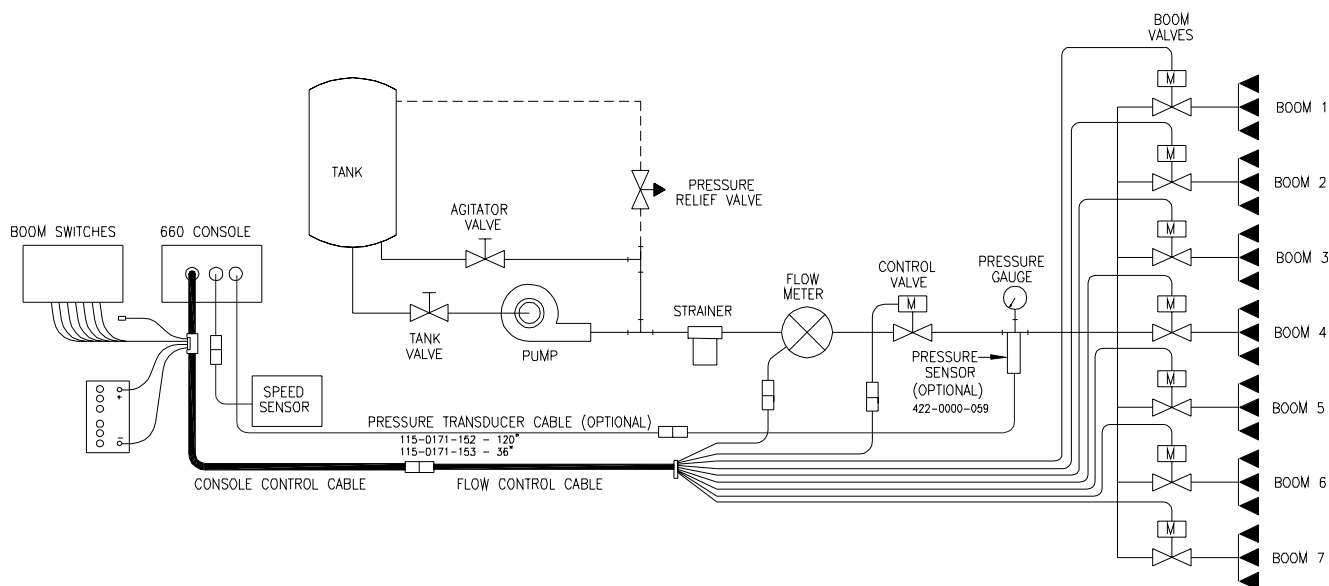 BOOM
VALVES
M
BOOM 1
M
BOOM 2
M
BOOM 3
M
BOOM 4
M
BOOM 5
M
BOOM 6
M
BOOM 7
TANK
PRESSURE
RELIEF VALVE
AGITATOR
VALVE
BOOM SWITCHES
660 CONSOLE
TANK
VALVE
PUMP
STRAINER
FLOW
METER
CONTROL
VALVE
M
PRESSURE
GAUGE
PRESSURE
SENSOR
(OPTIONAL)
422-0000-059
+
−
SPEED
SENSOR
PRESSURE TRANSDUCER CABLE (OPTIONAL)
115-0171-152 - 120"
115-0171-153 - 36"
CONSOLE CONTROL CABLE
FLOW CONTROL CABLE